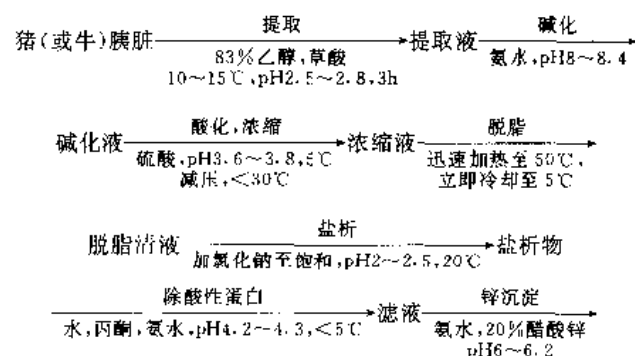 提取 碱化
猪(或牛)胰脏 提取液
83%乙醇,草酸 氨水,pH8~8.4
10~15℃,pH2.5~2.8,3h
酸化,浓缩 脱脂
碱化液 浓缩液
硫酸,pH3.6~3.8,5℃ 迅速加热至50℃,
减压,<30℃ 立即冷却至5℃
盐析
脱脂清液 盐析物
加氯化钠至饱和,pH2~2.5,20℃
除酸性蛋白 锌沉淀
滤液
水,丙酮,氨水,pH4.2~4.3,<5℃ 氨水,20%醋酸锌
pH6~6.2